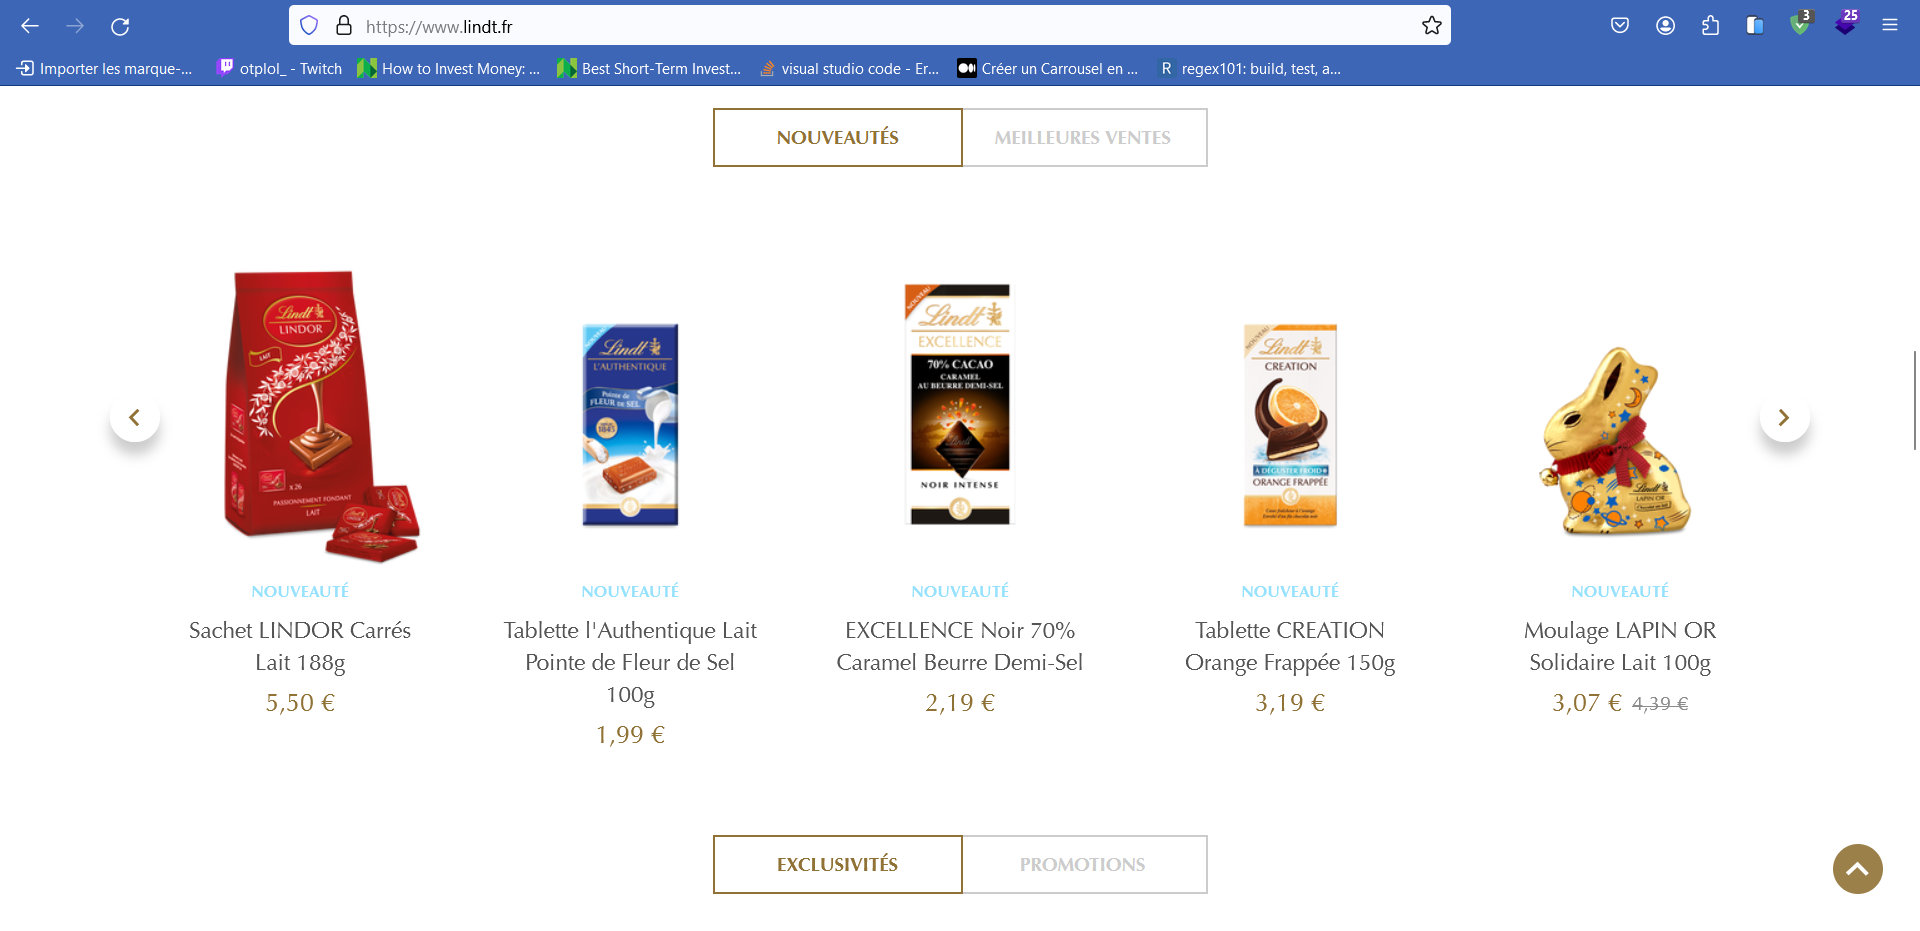 https://www.lindt.fr
3
25
Importer les marque-...
otplol_ - Twitch
How to Invest Money: ...
Best Short-Term Invest...
visual studio code - Er...
Créer un Carrousel en ...
R
regex101: build, test, a...
NOUVEAUTÉS
MEILLEURES VENTES
Lindt
LINDOR
LAIT
x 26
PASSIONNEMENT FONDANT
LAIT
NOUVEAU
Lindt
L'AUTHENTIQUE
Pointe de
FLEUR DE SEL
1845
NOUVEAU
Lindt
EXCELLENCE
70% CACAO
CARAMEL
AU BEURRE DEMI-SEL
Lindt
NOIR INTENSE
NOUVEAU
Lindt
CREATION
À DÉGUSTER FROID
ORANGE FRAPPÉE
Lindt
LAPIN OR
NOUVEAUTÉ
Sachet LINDOR Carrés
Lait 188g
5,50 €
NOUVEAUTÉ
Tablette l'Authentique Lait
Pointe de Fleur de Sel
100g
1,99 €
NOUVEAUTÉ
EXCELLENCE Noir 70%
Caramel Beurre Demi-Sel
2,19 €
NOUVEAUTÉ
Tablette CREATION
Orange Frappée 150g
3,19 €
NOUVEAUTÉ
Moulage LAPIN OR
Solidaire Lait 100g
3,07 € 4,39 €
EXCLUSIVITÉS
PROMOTIONS